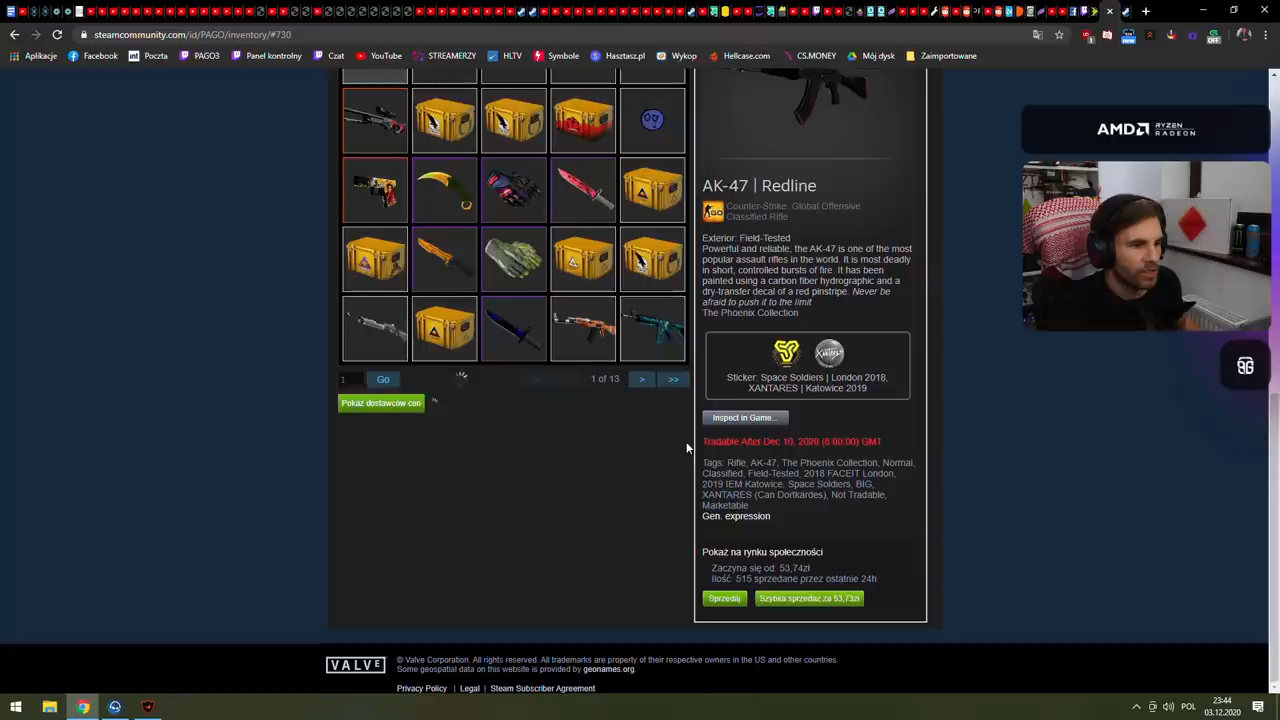 steamcommunity.com/id/PAGO/inventory/#730
Aplikacje
Facebook
Poczta
PAGO3
Panel kontrolny
Czat
YouTube
STREAMERZY
HLTV
Symbole
Hasztasz.pl
Wykop
Hellcase.com
CS.MONEY
Mój dysk
Zaimportowane
AMD RYZEN
RADEON
AK-47 | Redline
Counter-Strike: Global Offensive
Classified Rifle
Exterior: Field-Tested
Powerful and reliable, the AK-47 is one of the most
popular assault rifles in the world. It is most deadly
in short, controlled bursts of fire. It has been
painted using a carbon fiber hydrographic and a
dry-transfer decal of a red pinstripe. Never be
afraid to push it to the limit
The Phoenix Collection
Sticker: Space Soldiers | London 2018,
XANTARES | Katowice 2019
1
Go
1 of 13
>
>>
Pokaż dostawców cen
Inspect in Game...
Tradable After Dec 10, 2020 (8:00:00) GMT
Tags: Rifle, AK-47, The Phoenix Collection, Normal,
Classified, Field-Tested, 2018 FACEIT London,
2019 IEM Katowice, Space Soldiers, BIG,
XANTARES (Can Dortkardes), Not Tradable,
Marketable
Gen. expression
Pokaż na rynku społeczności
Zaczyna się od: 53,74zł
Ilość: 515 sprzedane przez ostatnie 24h
Sprzedaj
Szybka sprzedaż za 53,73zł
VALVE
© Valve Corporation. All rights reserved. All trademarks are property of their respective owners in the US and other countries.
Some geospatial data on this website is provided by geonames.org.
Privacy Policy | Legal | Steam Subscriber Agreement
POL
23:44
03.12.2020